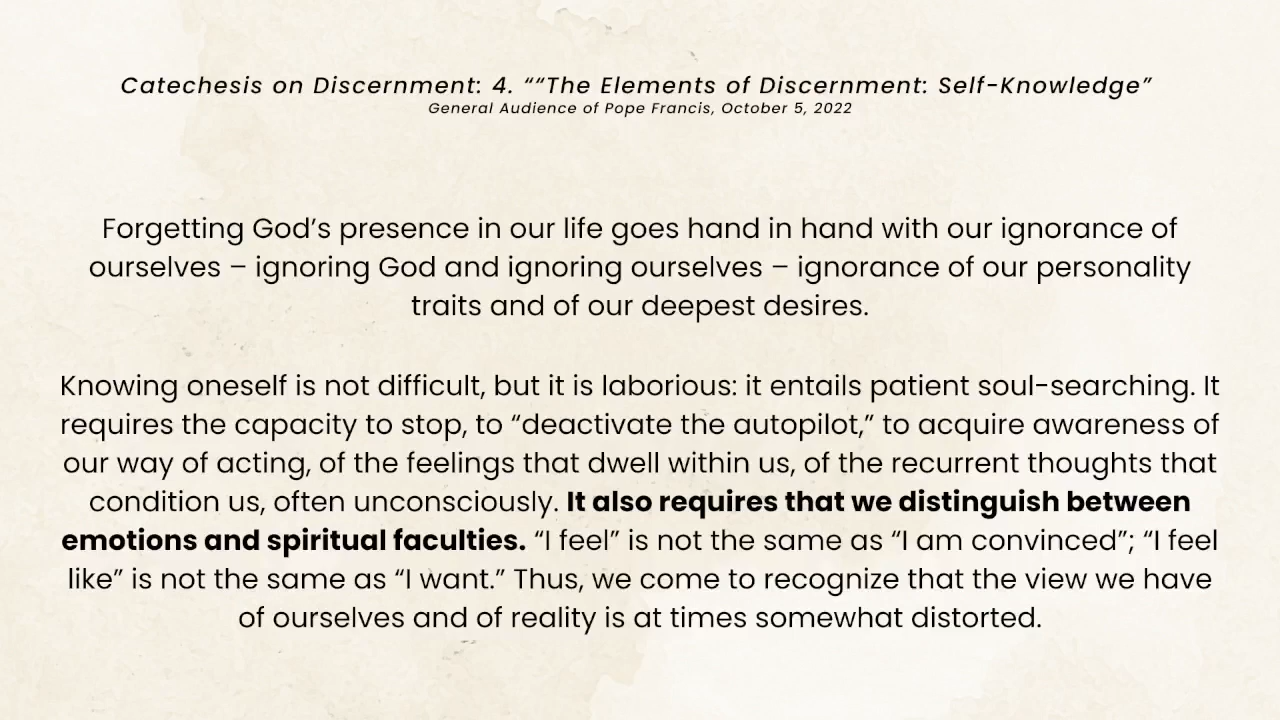 Catechesis on Discernment: 4. ““The Elements of Discernment: Self-Knowledge”
General Audience of Pope Francis, October 5, 2022
Forgetting God’s presence in our life goes hand in hand with our ignorance of
ourselves – ignoring God and ignoring ourselves – ignorance of our personality
traits and of our deepest desires.
Knowing oneself is not difficult, but it is laborious: it entails patient soul-searching. It
requires the capacity to stop, to “deactivate the autopilot,” to acquire awareness of
our way of acting, of the feelings that dwell within us, of the recurrent thoughts that
condition us, often unconsciously. It also requires that we distinguish between
emotions and spiritual faculties. “I feel” is not the same as “I am convinced”; “I feel
like” is not the same as “I want.” Thus, we come to recognize that the view we have
of ourselves and of reality is at times somewhat distorted.